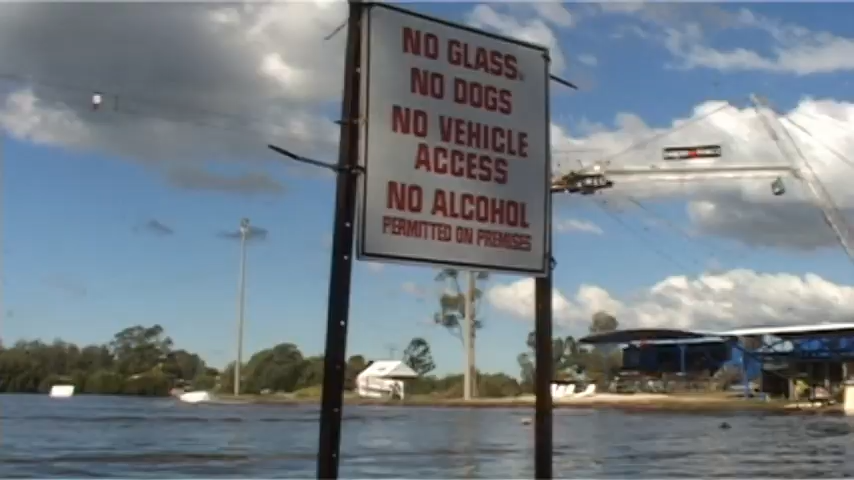 NO GLASS
NO DOGS
NO VEHICLE
ACCESS
NO ALCOHOL
PERMITTED ON PREMISES